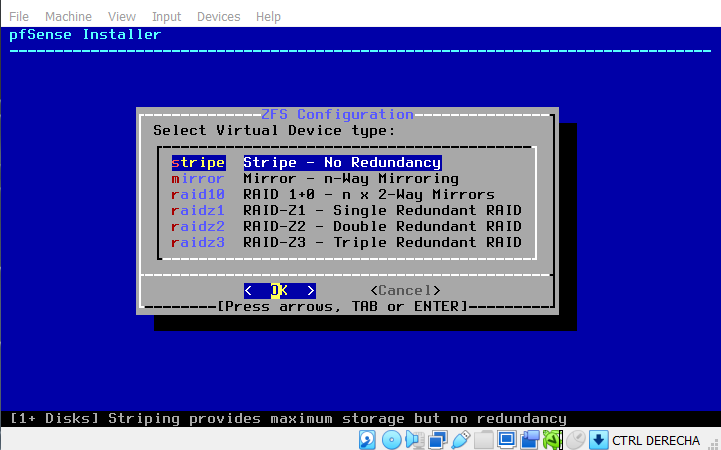 File Machine View Input Devices Help
pfSense Installer
ZFS Configuration
Select Virtual Device type:
stripe Stripe - No Redundancy
mirror Mirror - n-Way Mirroring
raid10 RAID 1+0 - n x 2-Way Mirrors
raidz1 RAID-Z1 - Single Redundant RAID
raidz2 RAID-Z2 - Double Redundant RAID
raidz3 RAID-Z3 - Triple Redundant RAID
< OK > <Cancel>
[Press arrows, TAB or ENTER]
[1+ Disks] Striping provides maximum storage but no redundancy
CTRL DERECHA